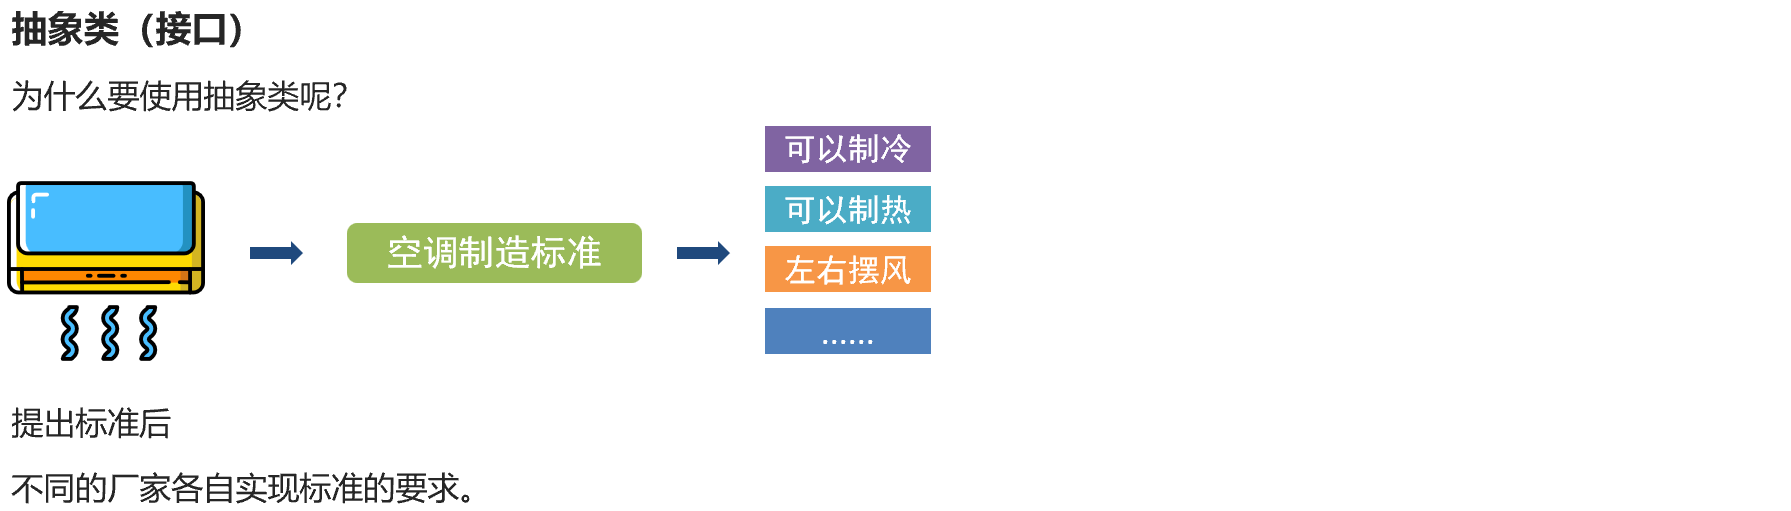 抽象类（接口）
为什么要使用抽象类呢？
空调制造标准
可以制冷
可以制热
左右摆风
……
提出标准后
不同的厂家各自实现标准的要求。